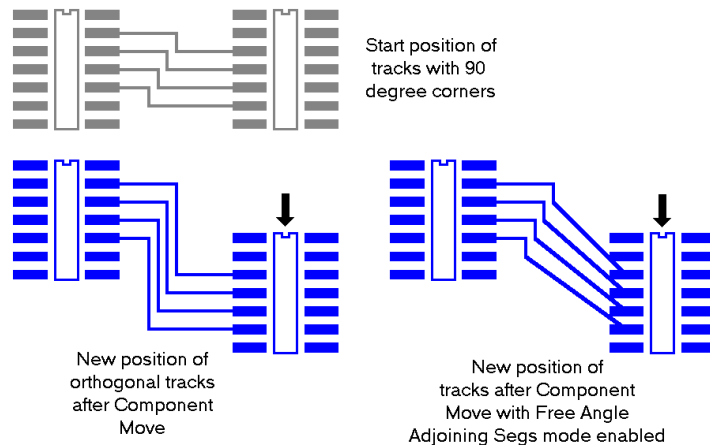 Start position of
tracks with 90
degree corners
New position of
orthogonal tracks
after Component
Move
New position of
tracks after Component
Move with Free Angle
Adjoining Segs mode enabled